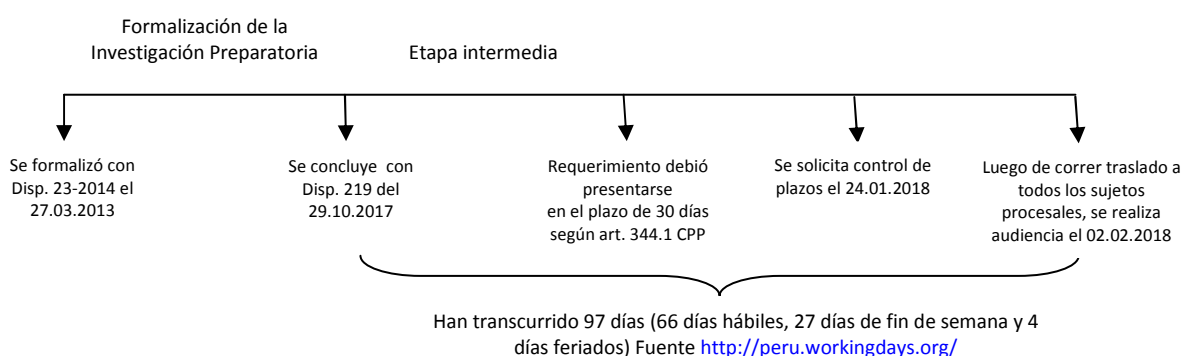 Formalización de la
Investigación Preparatoria
Etapa intermedia
Se formalizó con
Disp. 23-2014 el
27.03.2013
Se concluye con
Disp. 219 del
29.10.2017
Requerimiento debió
presentarse
en el plazo de 30 días
según art. 344.1 CPP
Se solicita control de
plazos el 24.01.2018
Luego de correr traslado a
todos los sujetos
procesales, se realiza
audiencia el 02.02.2018
Han transcurrido 97 días (66 días hábiles, 27 días de fin de semana y 4
días feriados) Fuente http://peru.workingdays.org/